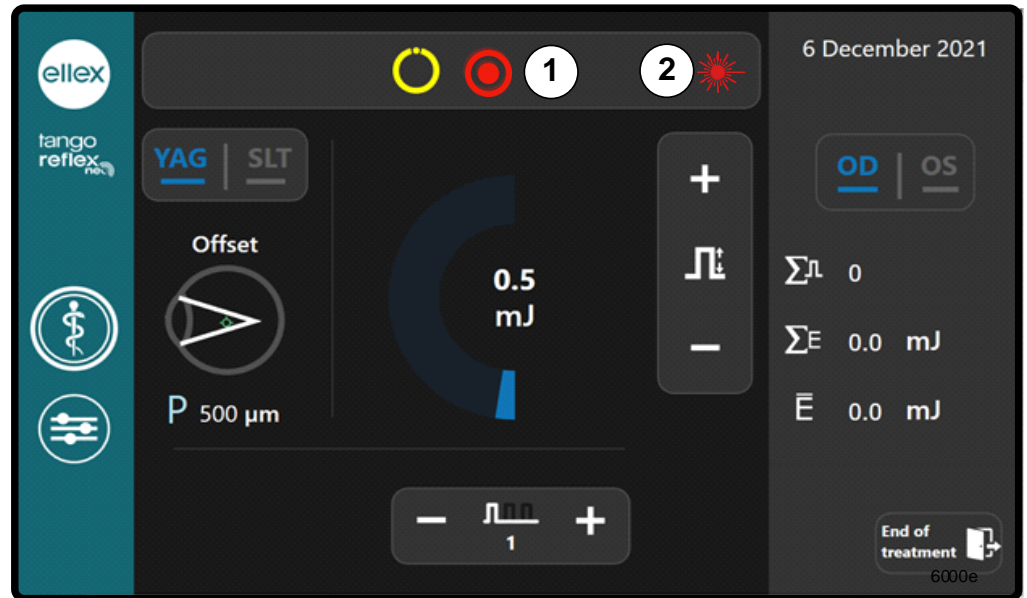 ellex
tango
reflex
neo
1
2
6 December 2021
YAG | SLT
OD | OS
Offset
P 500 µm
0.5
mJ
+
−
Σ 0
ΣE 0.0 mJ
Ē 0.0 mJ
− +
1
End of
treatment
6000e